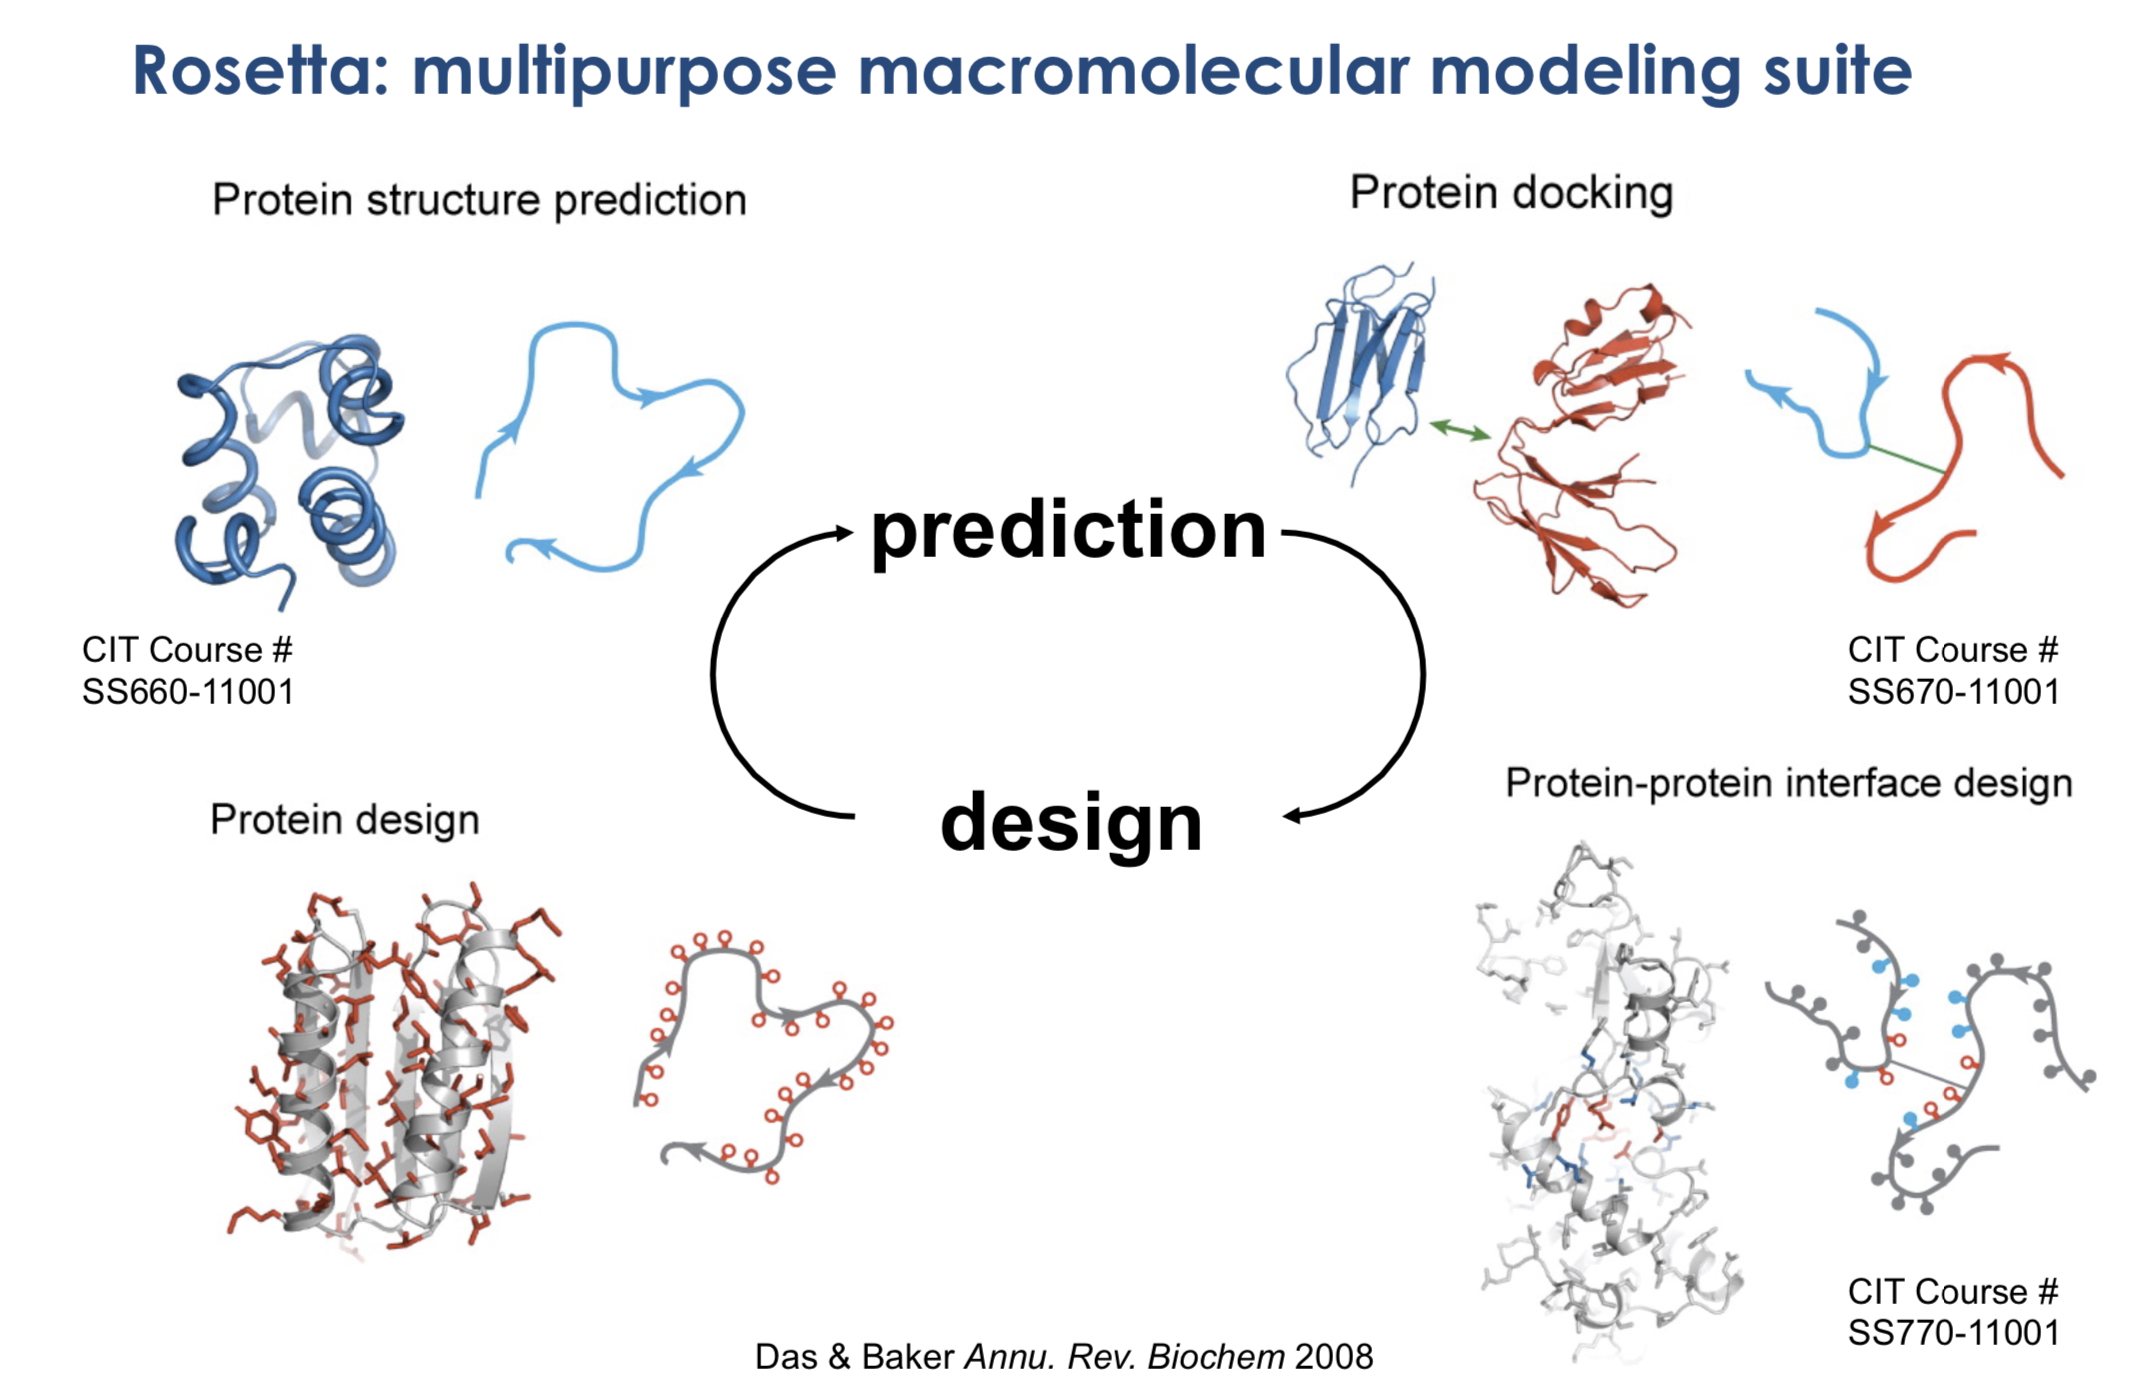 Rosetta: multipurpose macromolecular modeling suite
Protein structure prediction
Protein docking
prediction
CIT Course #
SS660-11001
CIT Course #
SS670-11001
design
Protein design
Protein-protein interface design
CIT Course #
SS770-11001
Das & Baker Annu. Rev. Biochem 2008